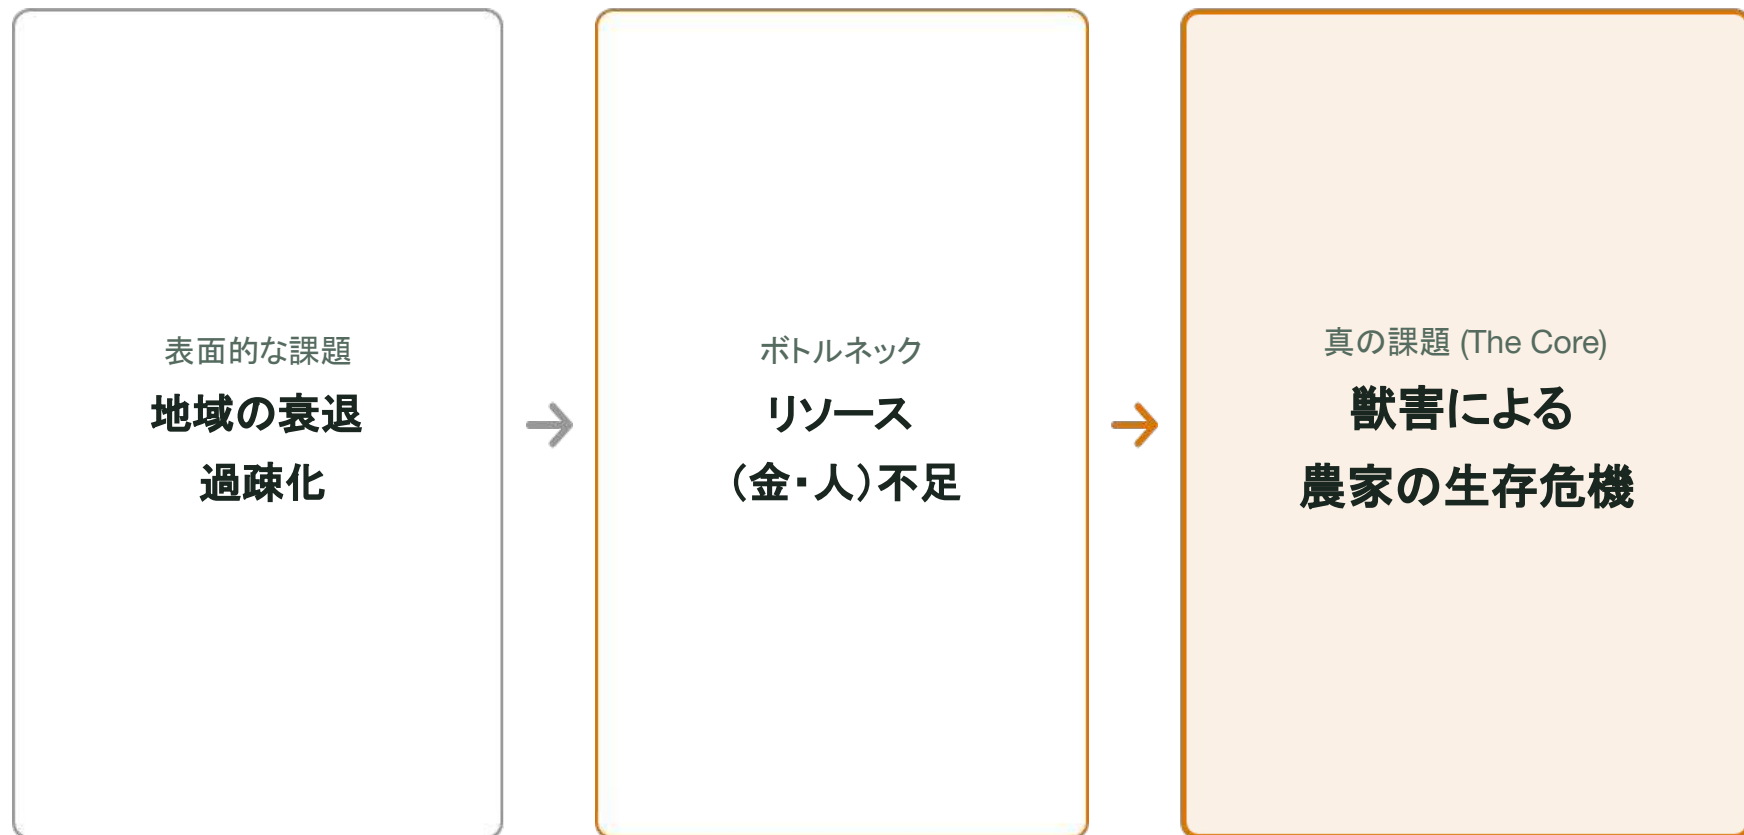 表面的な課題
地域の衰退
過疎化
ボトルネック
リソース
（金・人）不足
真の課題 (The Core)
獣害による
農家の生存危機